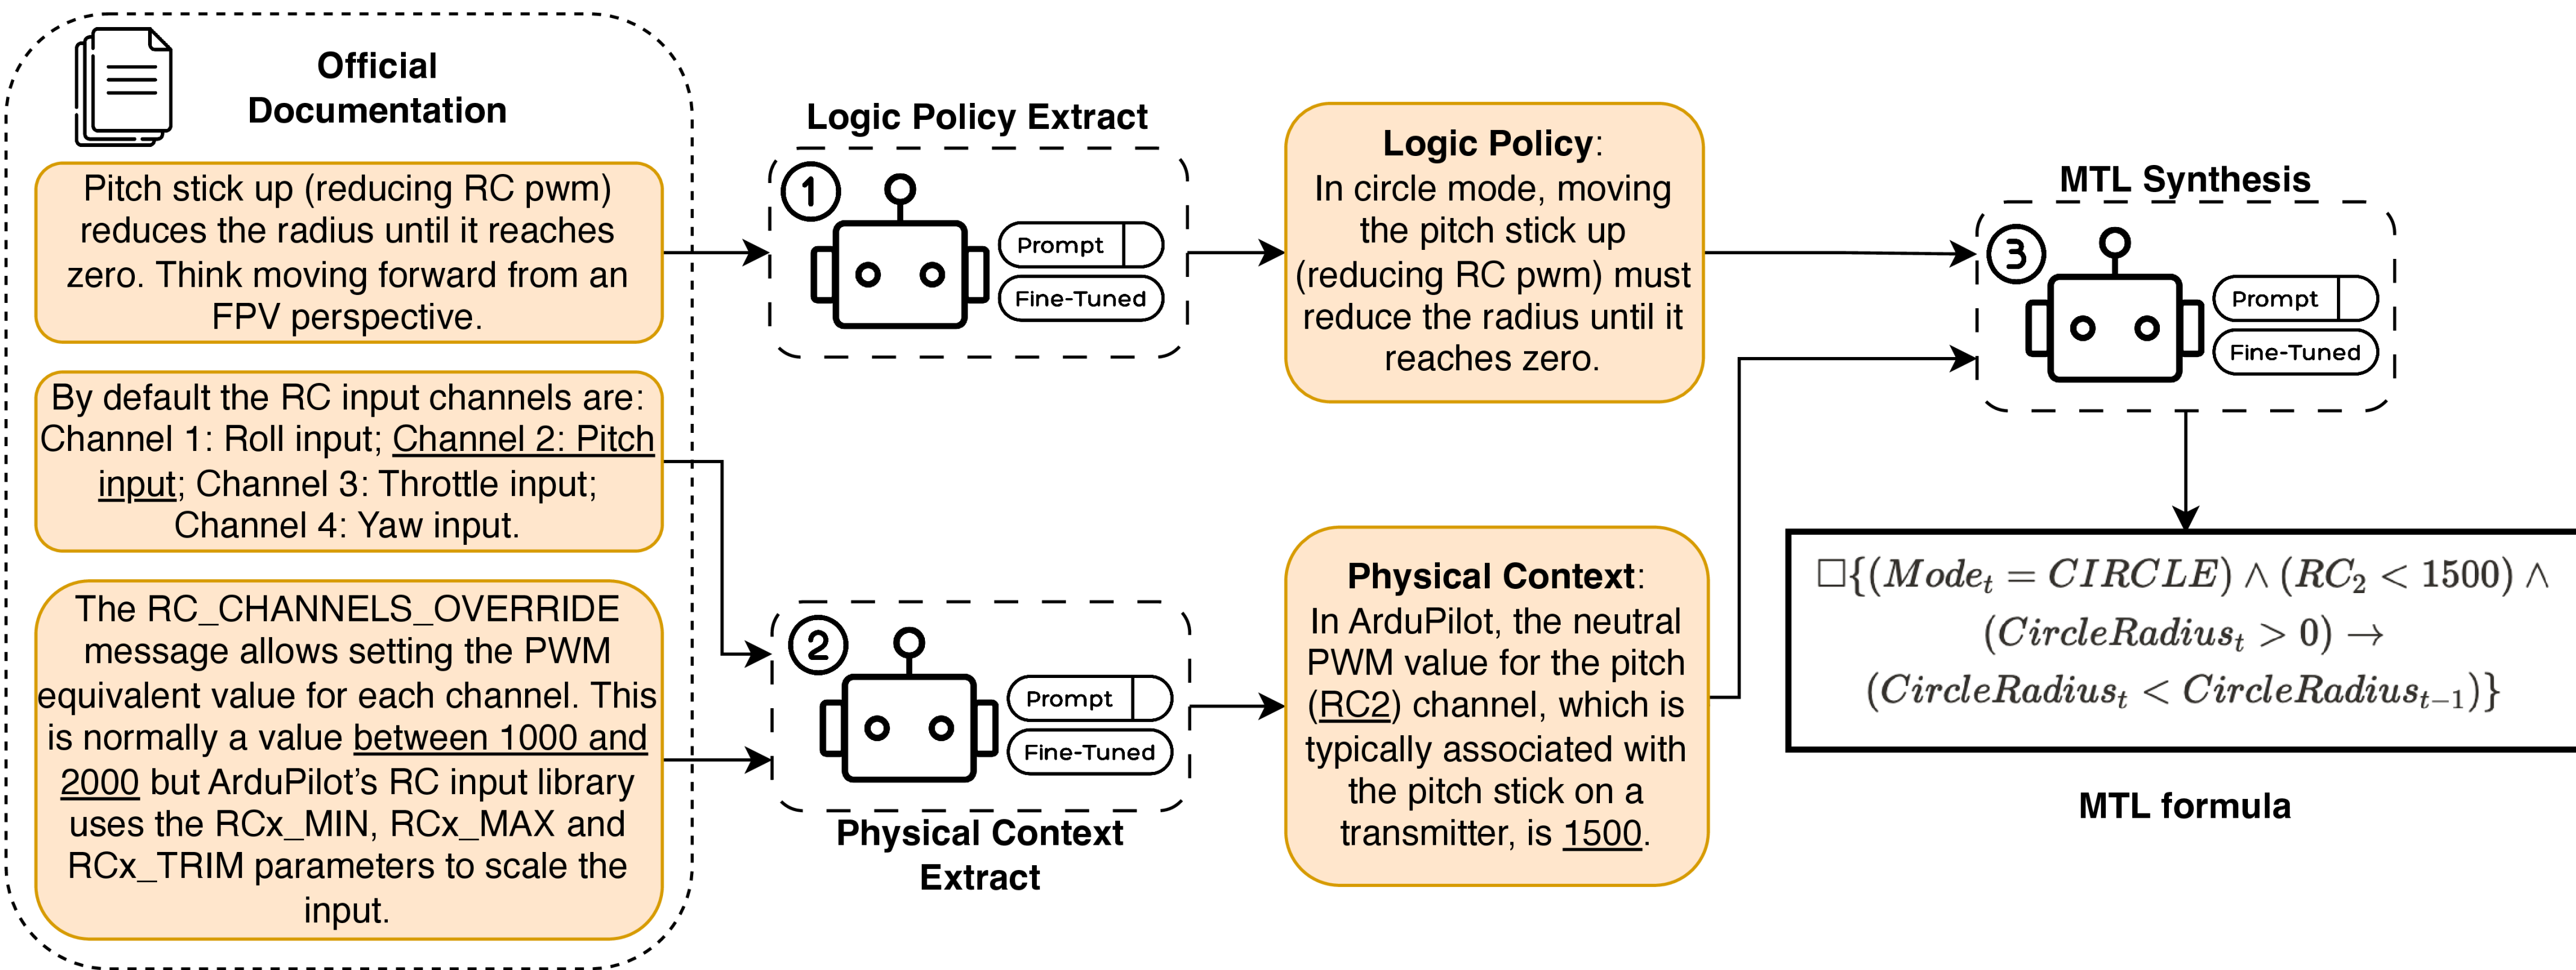 Official
Documentation
Pitch stick up (reducing RC pwm)
reduces the radius until it reaches
zero. Think moving forward from an
FPV perspective.
By default the RC input channels are:
Channel 1: Roll input; Channel 2: Pitch
input; Channel 3: Throttle input;
Channel 4: Yaw input.
The RC_CHANNELS_OVERRIDE
message allows setting the PWM
equivalent value for each channel. This
is normally a value between 1000 and
2000 but ArduPilot’s RC input library
uses the RCx_MIN, RCx_MAX and
RCx_TRIM parameters to scale the
input.
Logic Policy Extract
1
Prompt
Fine-Tuned
2
Prompt
Fine-Tuned
Physical Context
Extract
Logic Policy:
In circle mode, moving
the pitch stick up
(reducing RC pwm) must
reduce the radius until it
reaches zero.
Physical Context:
In ArduPilot, the neutral
PWM value for the pitch
(RC2) channel, which is
typically associated with
the pitch stick on a
transmitter, is 1500.
MTL Synthesis
3
Prompt
Fine-Tuned
□{(Mode_t = CIRCLE) ∧ (RC_2 < 1500) ∧
(CircleRadius_t > 0) →
(CircleRadius_t < CircleRadius_{t−1})}
MTL formula